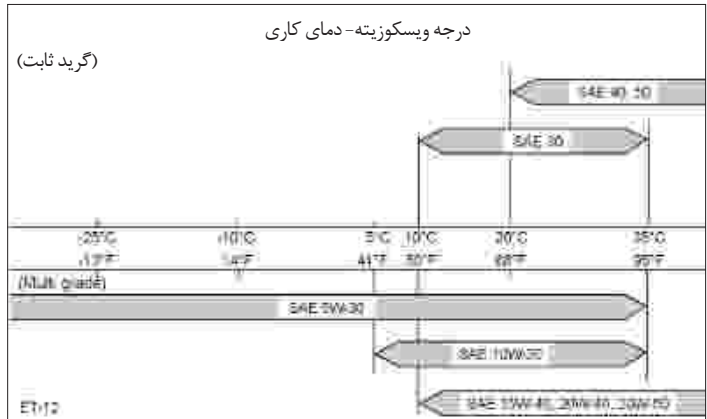 درجه ویسکوزیته - دمای کاری
(گرید ثابت)
SAE 40, 50
SAE 30
-25°C -10°C 5°C 10°C 20°C 35°C
-13°F 14°F 41°F 50°F 68°F 95°F
(Multi grade)
SAE 5W-30
SAE 10W-30
SAE 15W-40, 20W-40, 20W-50
ET-12